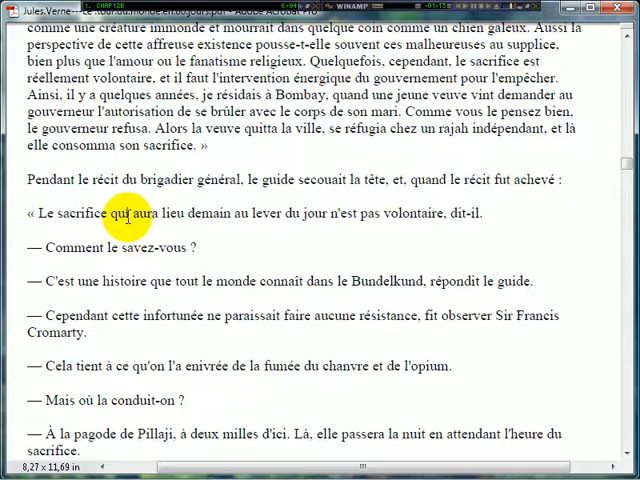 1. CHAP12B
6:04
WINAMP
-01:13
comme une créature immonde et mourrait dans quelque coin comme un chien galeux. Aussi la
perspective de cette affreuse existence pousse-t-elle souvent ces malheureuses au supplice,
bien plus que l'amour ou le fanatisme religieux. Quelquefois, cependant, le sacrifice est
réellement volontaire, et il faut l'intervention énergique du gouvernement pour l'empêcher.
Ainsi, il y a quelques années, je résidais à Bombay, quand une jeune veuve vint demander au
gouverneur l'autorisation de se brûler avec le corps de son mari. Comme vous le pensez bien,
le gouverneur refusa. Alors la veuve quitta la ville, se réfugia chez un rajah indépendant, et là
elle consomma son sacrifice. »
Pendant le récit du brigadier général, le guide secouait la tête, et, quand le récit fut achevé :
« Le sacrifice qui aura lieu demain au lever du jour n'est pas volontaire, dit-il.
— Comment le savez-vous ?
— C'est une histoire que tout le monde connaît dans le Bundelkund, répondit le guide.
— Cependant cette infortunée ne paraissait faire aucune résistance, fit observer Sir Francis
Cromarty.
— Cela tient à ce qu'on l'a enivrée de la fumée du chanvre et de l'opium.
— Mais où la conduit-on ?
— À la pagode de Pillaji, à deux milles d'ici. Là, elle passera la nuit en attendant l'heure du
sacrifice.
8,27 x 11,69 in